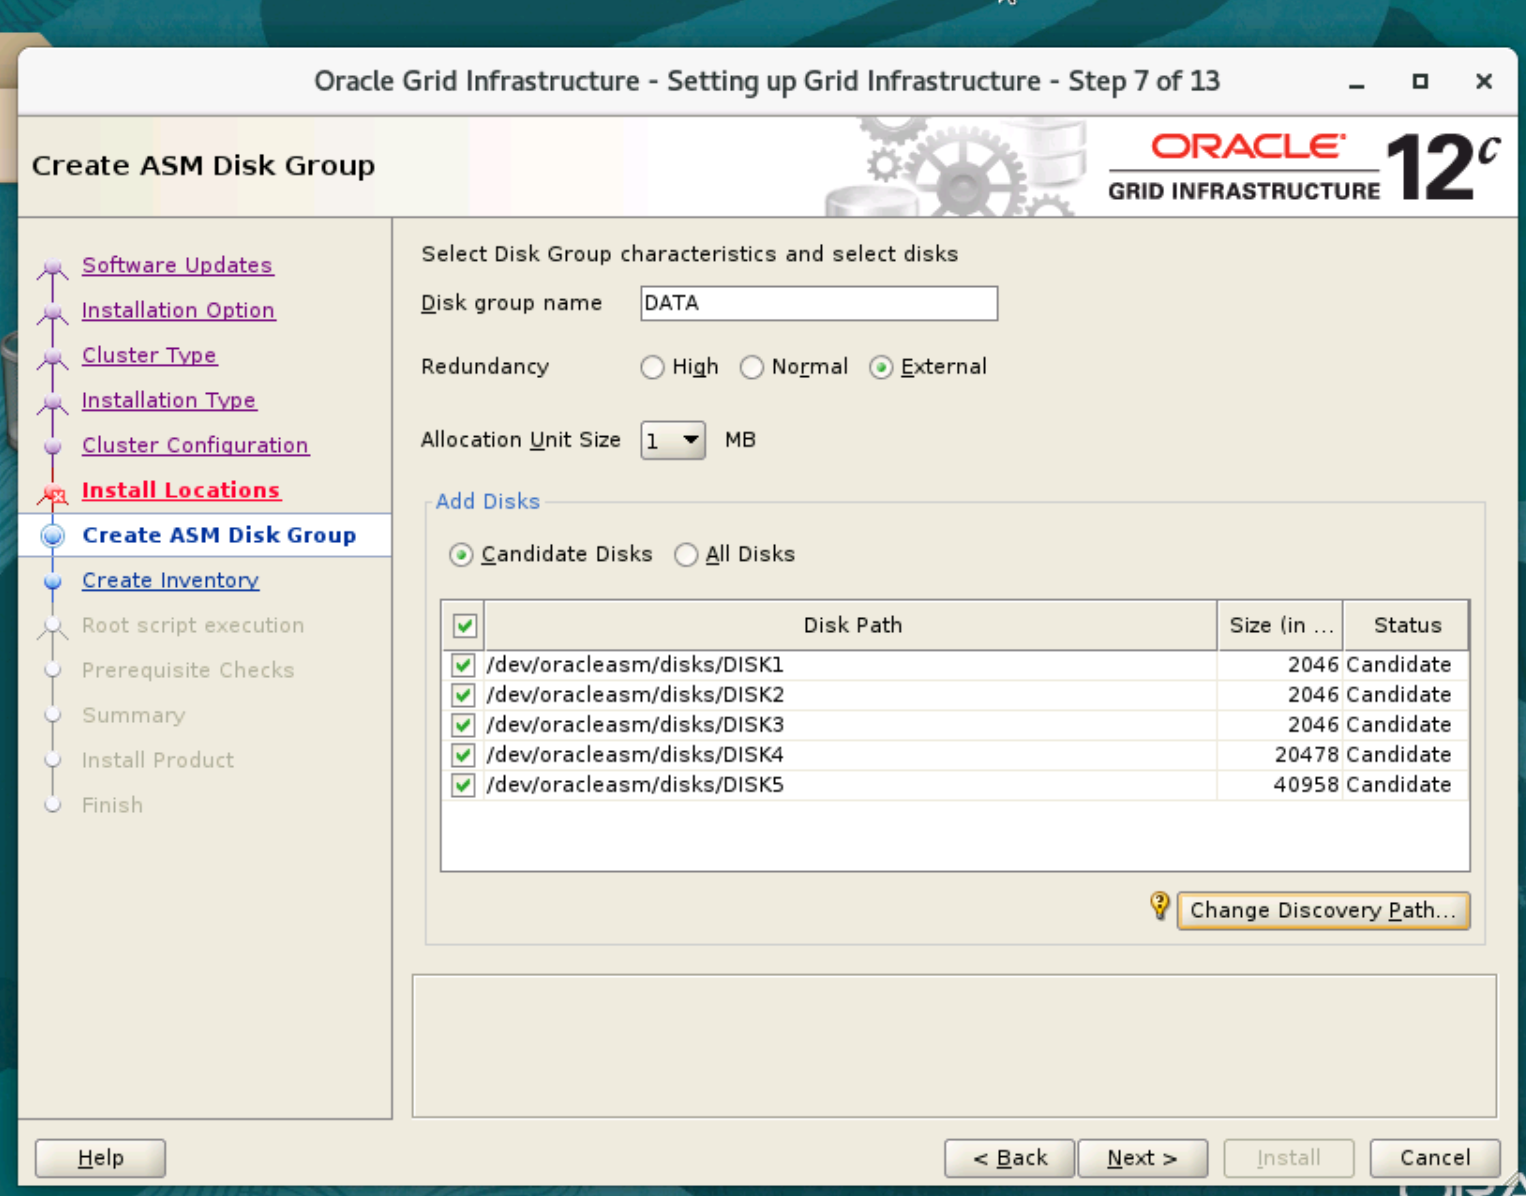 Oracle Grid Infrastructure - Setting up Grid Infrastructure - Step 7 of 13
Create ASM Disk Group
ORACLE
GRID INFRASTRUCTURE
12c
Software Updates
Installation Option
Cluster Type
Installation Type
Cluster Configuration
Install Locations
Create ASM Disk Group
Create Inventory
Root script execution
Prerequisite Checks
Summary
Install Product
Finish
Select Disk Group characteristics and select disks
Disk group name DATA
Redundancy High Normal External
Allocation Unit Size 1 MB
Add Disks
Candidate Disks All Disks
Disk Path Size (in ... Status
/dev/oracleasm/disks/DISK1 2046 Candidate
/dev/oracleasm/disks/DISK2 2046 Candidate
/dev/oracleasm/disks/DISK3 2046 Candidate
/dev/oracleasm/disks/DISK4 20478 Candidate
/dev/oracleasm/disks/DISK5 40958 Candidate
Change Discovery Path...
Help < Back Next > Install Cancel